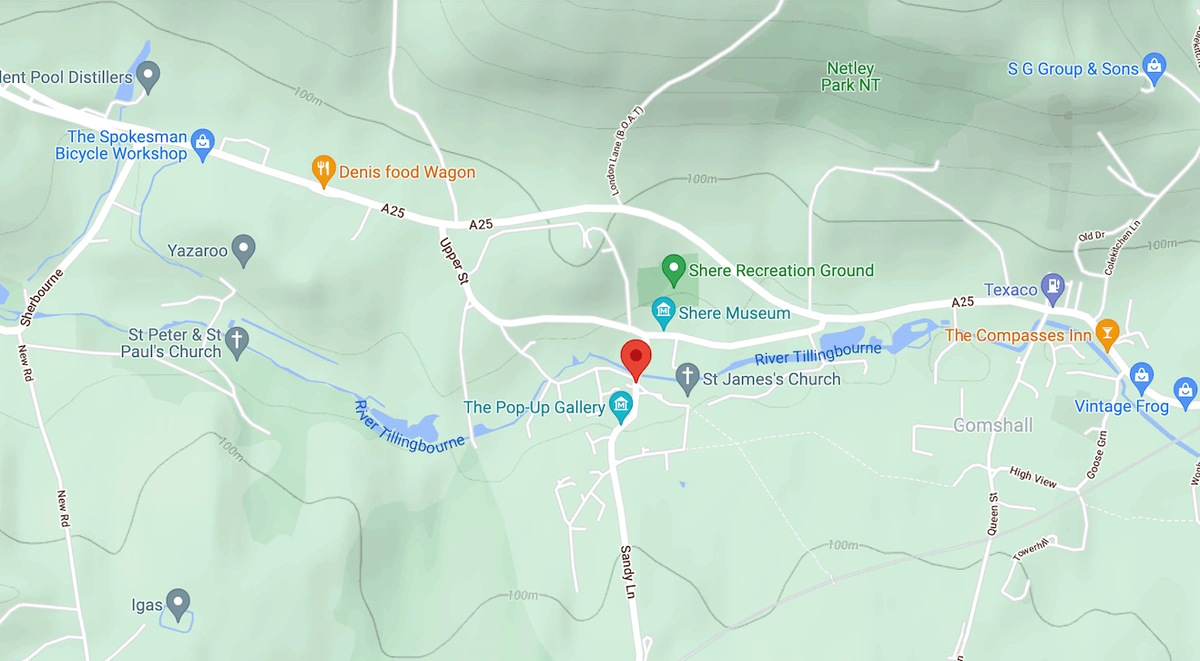 Netley
Park NT
S G Group & Sons
lent Pool Distillers
100m
The Spokesman
Bicycle Workshop
London Lane (B.O.A.T)
Denis food Wagon
100m
A25
A25
Old Dr
Colekitchen Ln
100m
Yazaroo
Upper St
Shere Recreation Ground
Sherbourne
Texaco
A25
Shere Museum
St Peter & St
Paul's Church
The Compasses Inn
New Rd
River Tillingbourne
St James's Church
River Tillingbourne
The Pop-Up Gallery
Vintage Frog
Gomshall
100m
Goose Grn
High View
New Rd
Queen St
Towerhill
100m
Sandy Ln
100m
Igas